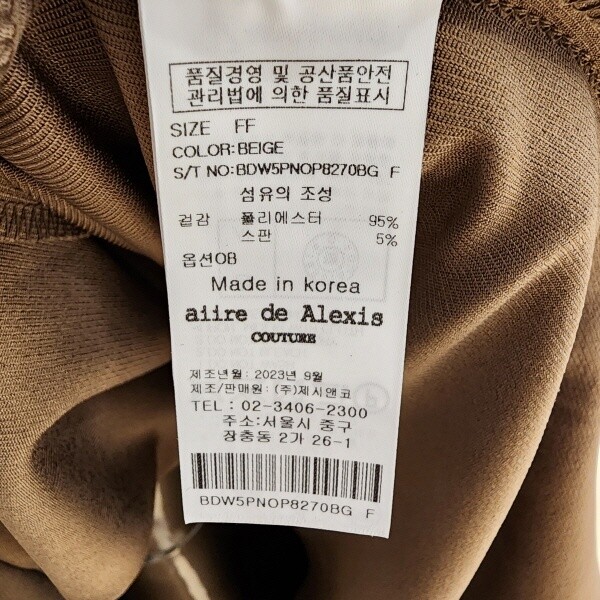 품질경영 및 공산품안전
관리법에 의한 품질표시
SIZE FF
COLOR:BEIGE
S/T NO:BDW5PNOP8270BG F
섬유의 조성
겉감 폴리에스터 95%
스판 5%
옵션OB
Made in korea
aiire de Alexis
COUTURE
제조년월 : 2023년 9월
제조/판매원 : (주)제시앤코
TEL : 02-3406-2300
주소:서울시 중구
장충동 2가 26-1
BDW5PNOP8270BG F